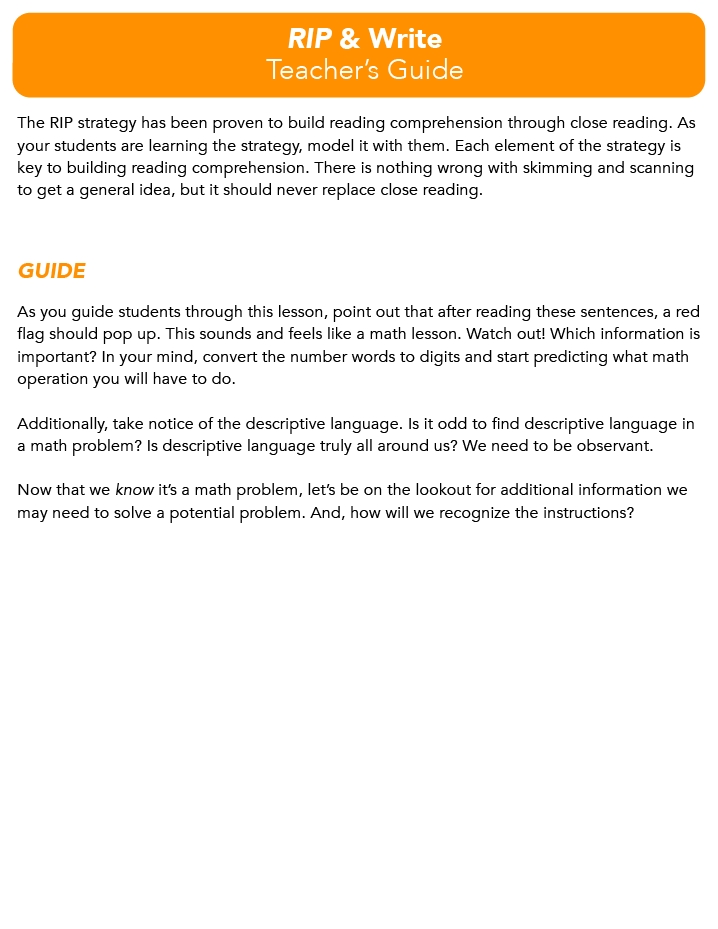 RIP & Write
Teacher’s Guide
The RIP strategy has been proven to build reading comprehension through close reading. As
your students are learning the strategy, model it with them. Each element of the strategy is
key to building reading comprehension. There is nothing wrong with skimming and scanning
to get a general idea, but it should never replace close reading.
GUIDE
As you guide students through this lesson, point out that after reading these sentences, a red
flag should pop up. This sounds and feels like a math lesson. Watch out! Which information is
important? In your mind, convert the number words to digits and start predicting what math
operation you will have to do.
Additionally, take notice of the descriptive language. Is it odd to find descriptive language in
a math problem? Is descriptive language truly all around us? We need to be observant.
Now that we know it’s a math problem, let’s be on the lookout for additional information we
may need to solve a potential problem. And, how will we recognize the instructions?